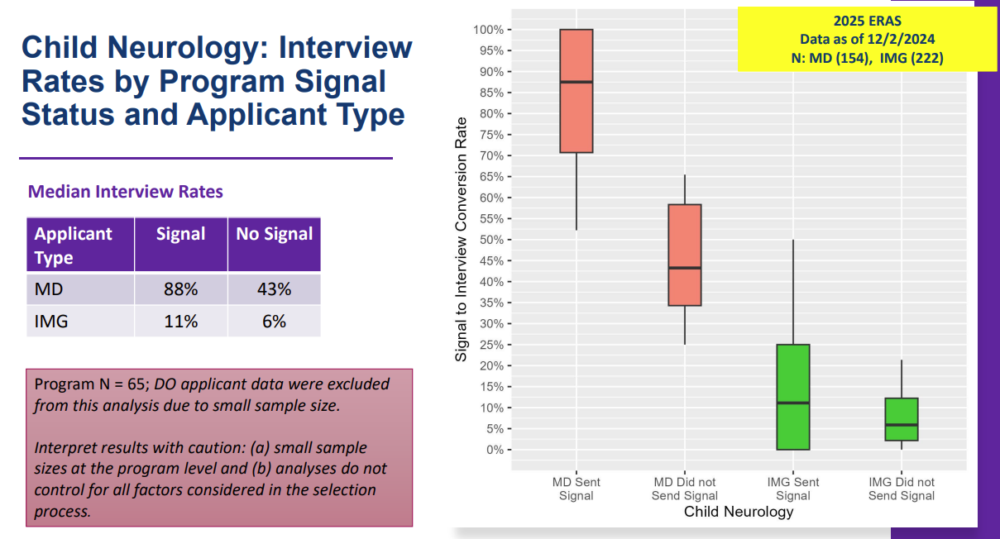 Child Neurology: Interview
Rates by Program Signal
Status and Applicant Type
Median Interview Rates
Applicant Type Signal No Signal
MD 88% 43%
IMG 11% 6%
Program N = 65; DO applicant data were excluded
from this analysis due to small sample size.
Interpret results with caution: (a) small sample
sizes at the program level and (b) analyses do not
control for all factors considered in the selection
process.
2025 ERAS
Data as of 12/2/2024
N: MD (154), IMG (222)
Signal to Interview Conversion Rate
100%
95%
90%
85%
80%
75%
70%
65%
60%
55%
50%
45%
40%
35%
30%
25%
20%
15%
10%
5%
0%
MD Sent Signal
MD Did not Send Signal
IMG Sent Signal
IMG Did not Send Signal
Child Neurology